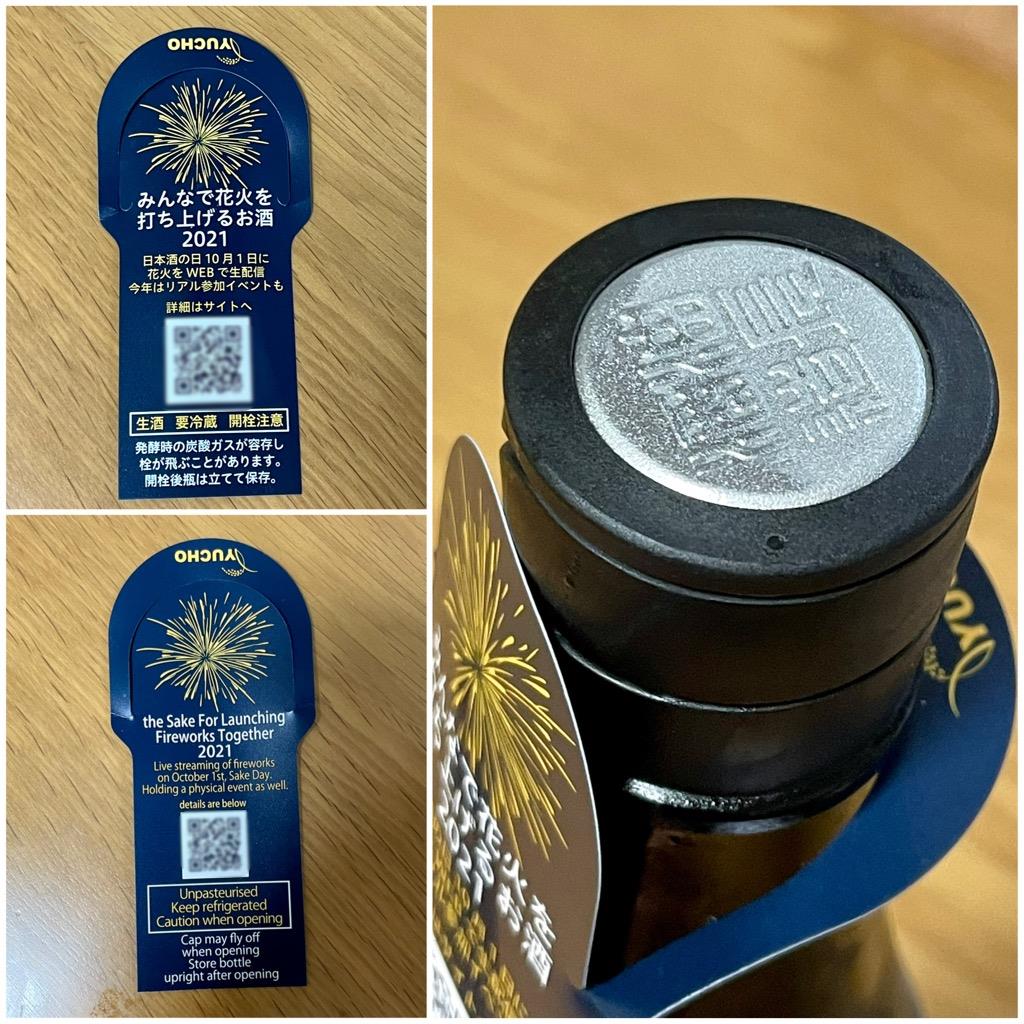 YUCHO
みんなで花火を
打ち上げるお酒
2021
日本酒の日10月1日に
花火をWEBで生配信
今年はリアル参加イベントも
詳細はサイトへ
生酒 要冷蔵 開栓注意
発酵時の炭酸ガスが容存し
栓が飛ぶことがあります。
開栓後瓶は立てて保存。
YUCHO
the Sake For Launching
Fireworks Together
2021
Live streaming of fireworks
on October 1st, Sake Day.
Holding a physical event as well.
details are below
Unpasteurised
Keep refrigerated
Caution when opening
Cap may fly off
when opening
Store bottle
upright after opening
YU